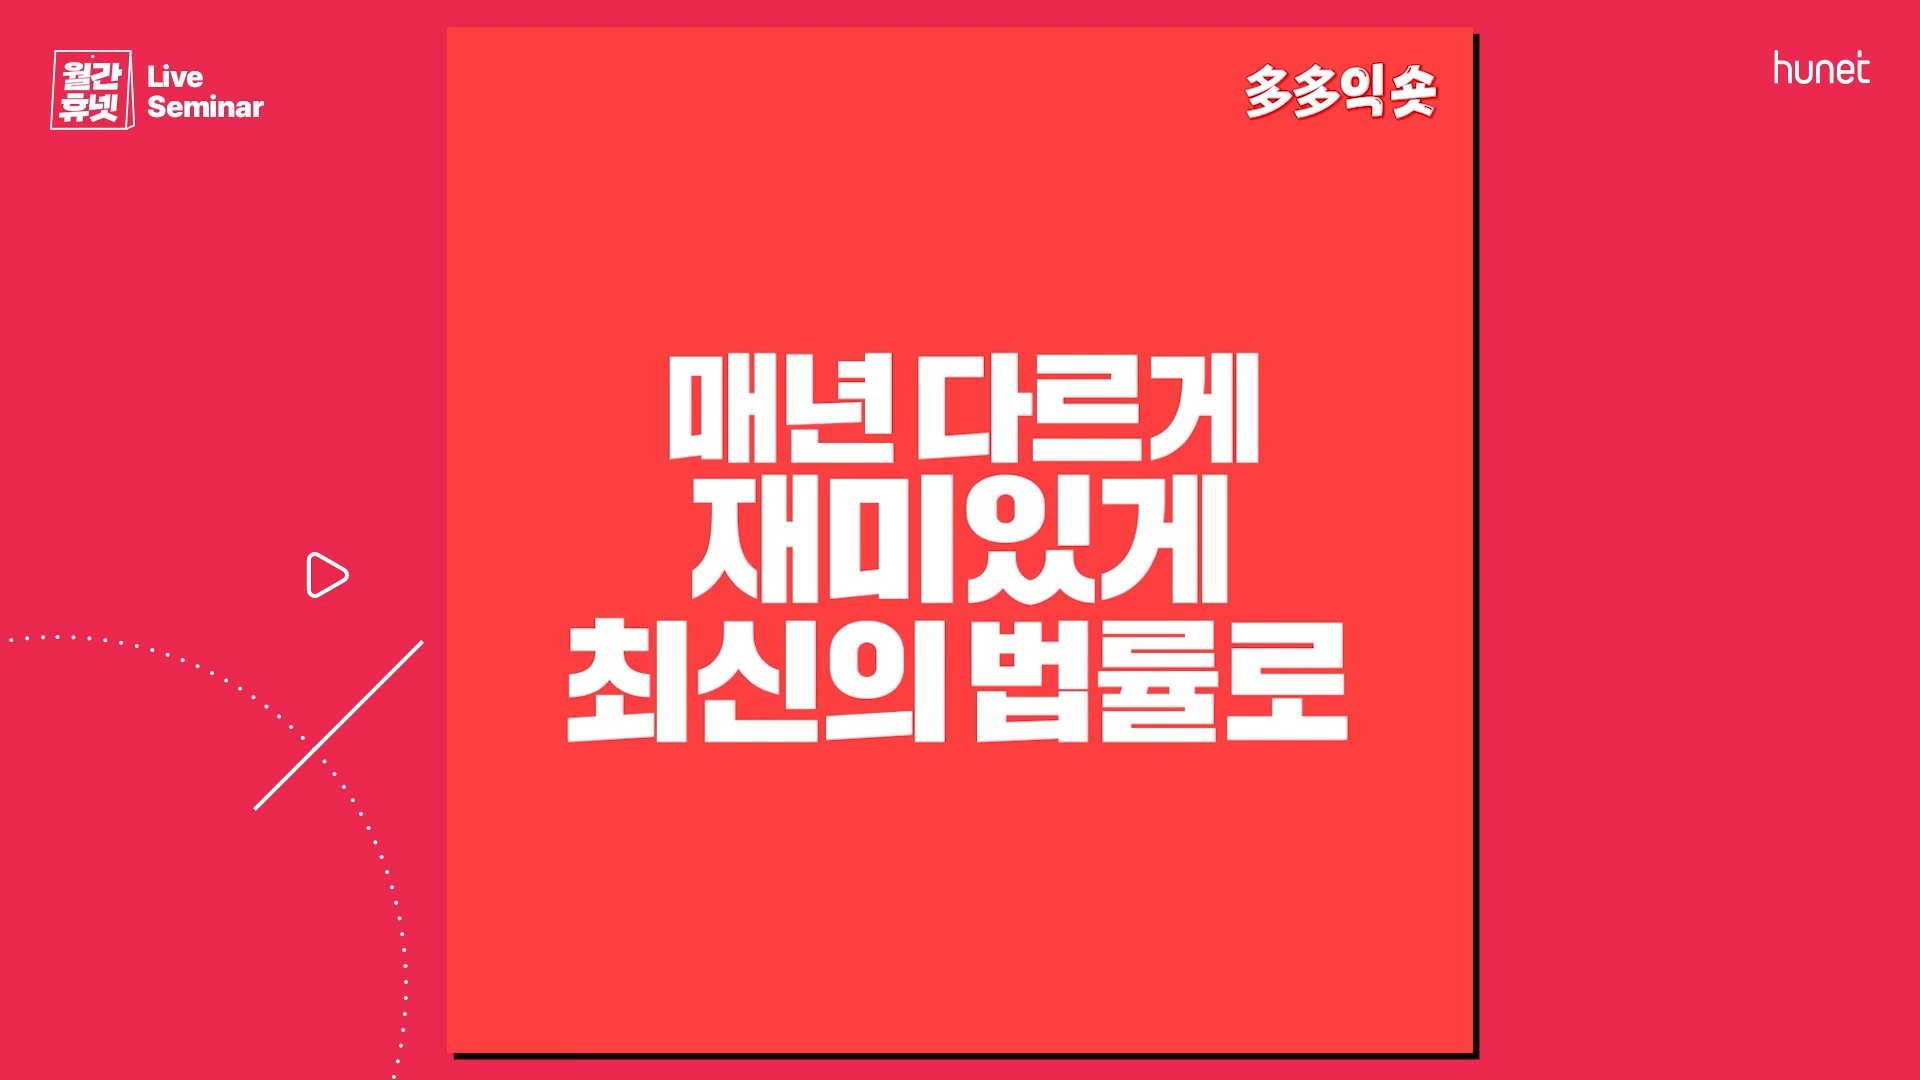 월간
휴넷
Live
Seminar
多多익숏
hunet
매년 다르게
재미있게
최신의 법률로